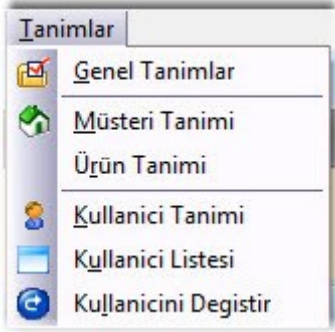 Tanimlar
Genel Tanimlar
Müsteri Tanimi
Ürün Tanimi
Kullanici Tanimi
Kullanici Listesi
Kullanicini Degistir